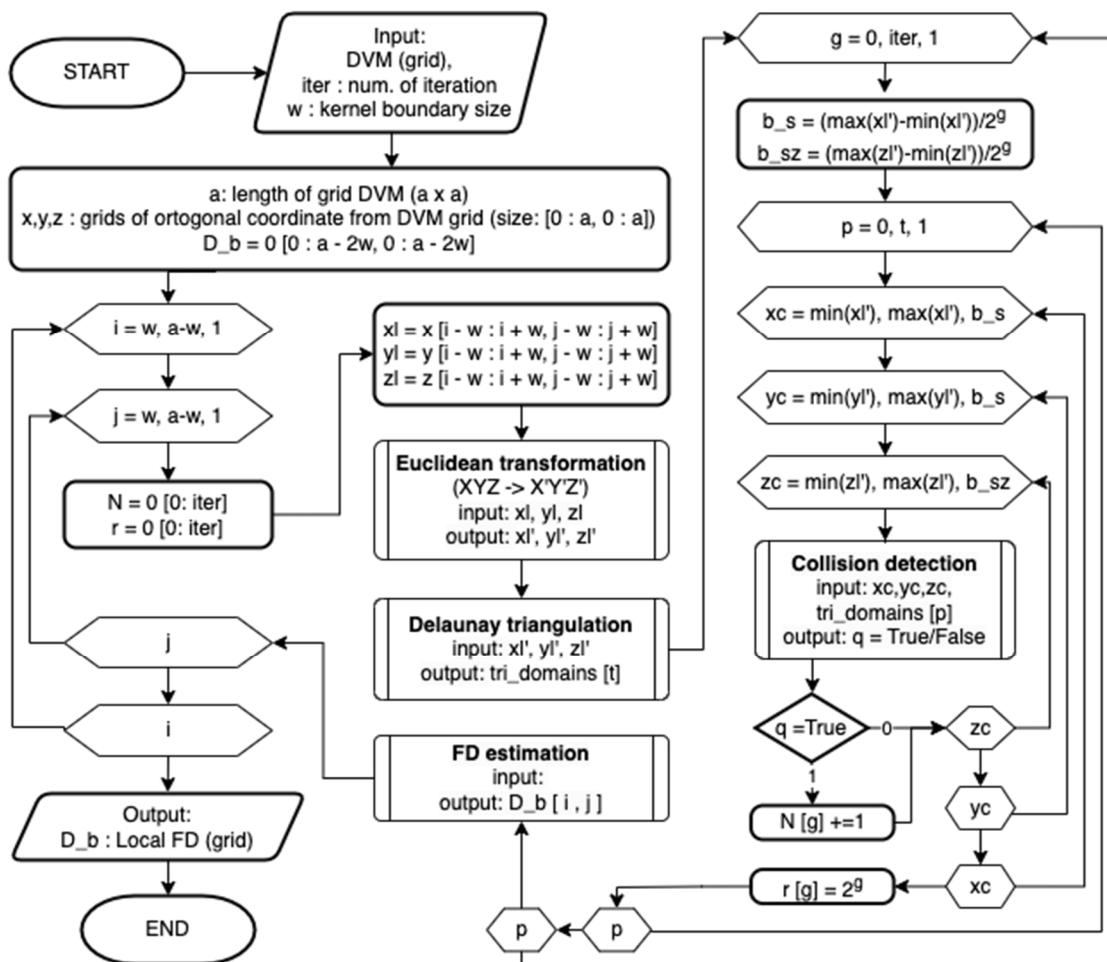 START
Input:
DVM (grid),
iter : num. of iteration
w : kernel boundary size
a: length of grid DVM (a x a)
x,y,z : grids of ortogonal coordinate from DVM grid (size: [0 : a, 0 : a])
D_b = 0 [0 : a - 2w, 0 : a - 2w]
i = w, a-w, 1
j = w, a-w, 1
N = 0 [0: iter]
r = 0 [0: iter]
xl = x [i - w : i + w, j - w : j + w]
yl = y [i - w : i + w, j - w : j + w]
zl = z [i - w : i + w, j - w : j + w]
Euclidean transformation
(XYZ -> X'Y'Z')
input: xl, yl, zl
output: xl', yl', zl'
Delaunay triangulation
input: xl', yl', zl'
output: tri_domains [t]
g = 0, iter, 1
b_s = (max(xl')-min(xl'))/2^g
b_sz = (max(zl')-min(zl'))/2^g
p = 0, t, 1
xc = min(xl'), max(xl'), b_s
yc = min(yl'), max(yl'), b_s
zc = min(zl'), max(zl'), b_sz
Collision detection
input: xc,yc,zc,
tri_domains [p]
output: q = True/False
q =True
0
1
N [g] +=1
zc
yc
xc
r [g] = 2^g
p
p
FD estimation
input:
output: D_b [ i , j ]
j
i
Output:
D_b : Local FD (grid)
END